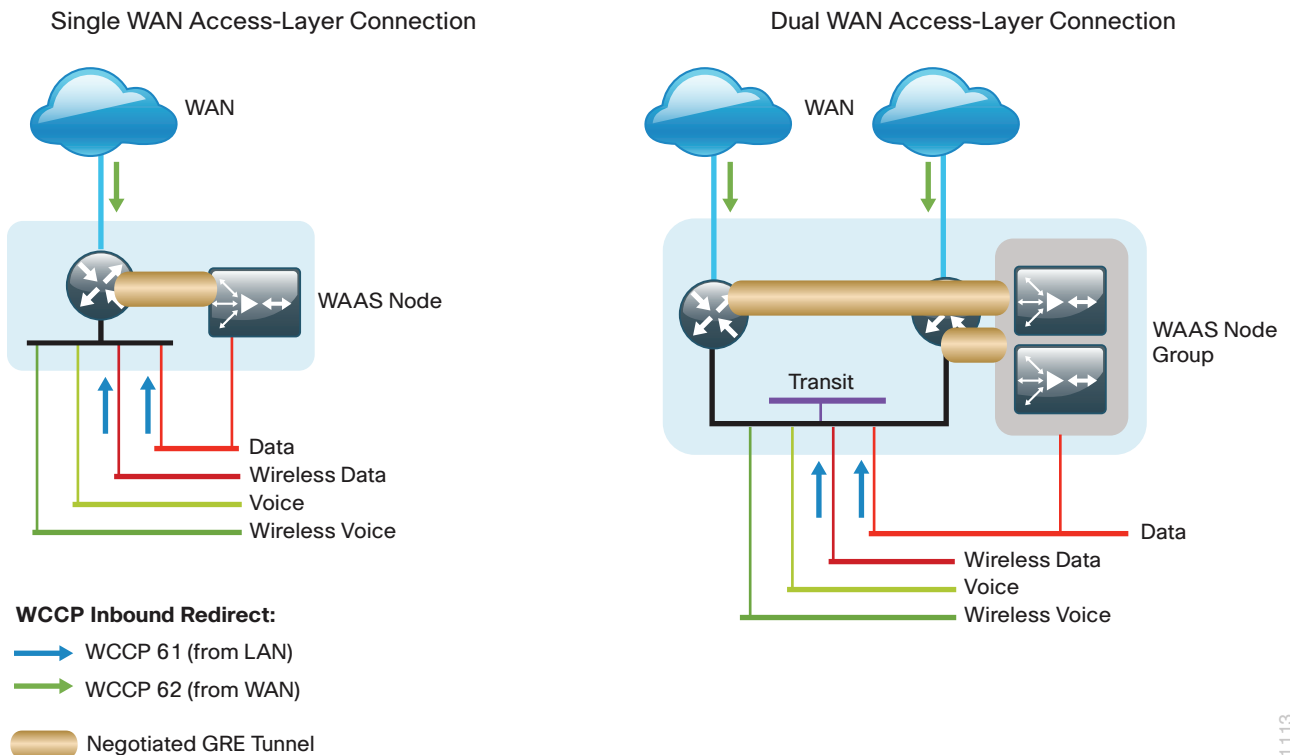 Single WAN Access-Layer Connection
WAN
WAAS Node
Data
Wireless Data
Voice
Wireless Voice
Dual WAN Access-Layer Connection
WAN
WAAS Node
Group
Transit
Data
Wireless Data
Voice
Wireless Voice
WCCP Inbound Redirect:
WCCP 61 (from LAN)
WCCP 62 (from WAN)
Negotiated GRE Tunnel
1113